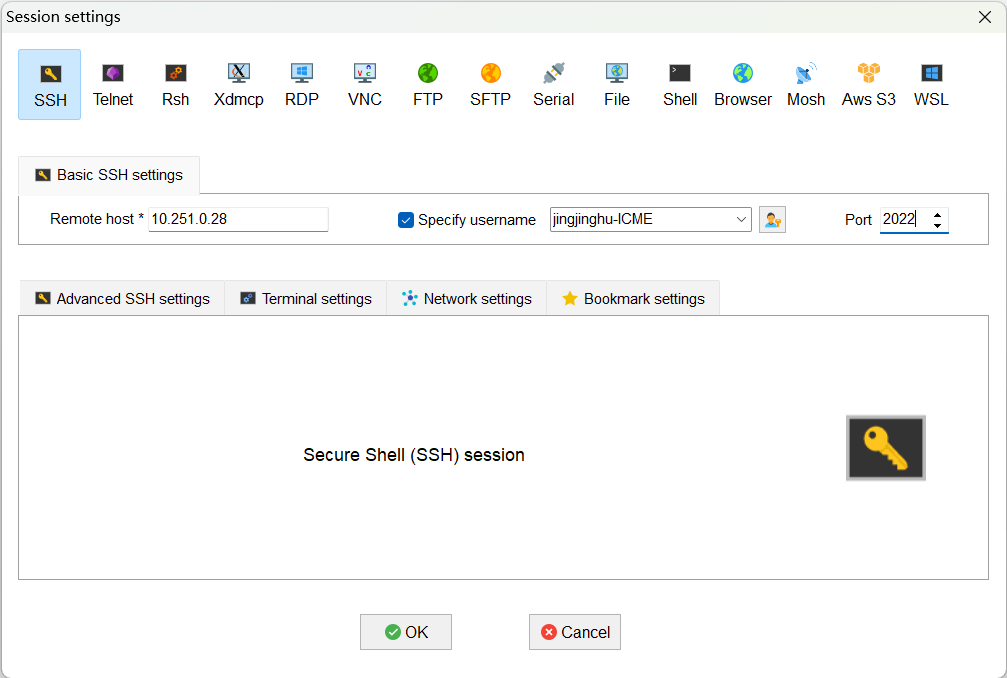 Session settings
SSH Telnet Rsh Xdmcp RDP VNC FTP SFTP Serial File Shell Browser Mosh Aws S3 WSL
Basic SSH settings
Remote host * 10.251.0.28 Specify username jingjinghu-ICME Port 2022
Advanced SSH settings Terminal settings Network settings Bookmark settings
Secure Shell (SSH) session
OK Cancel